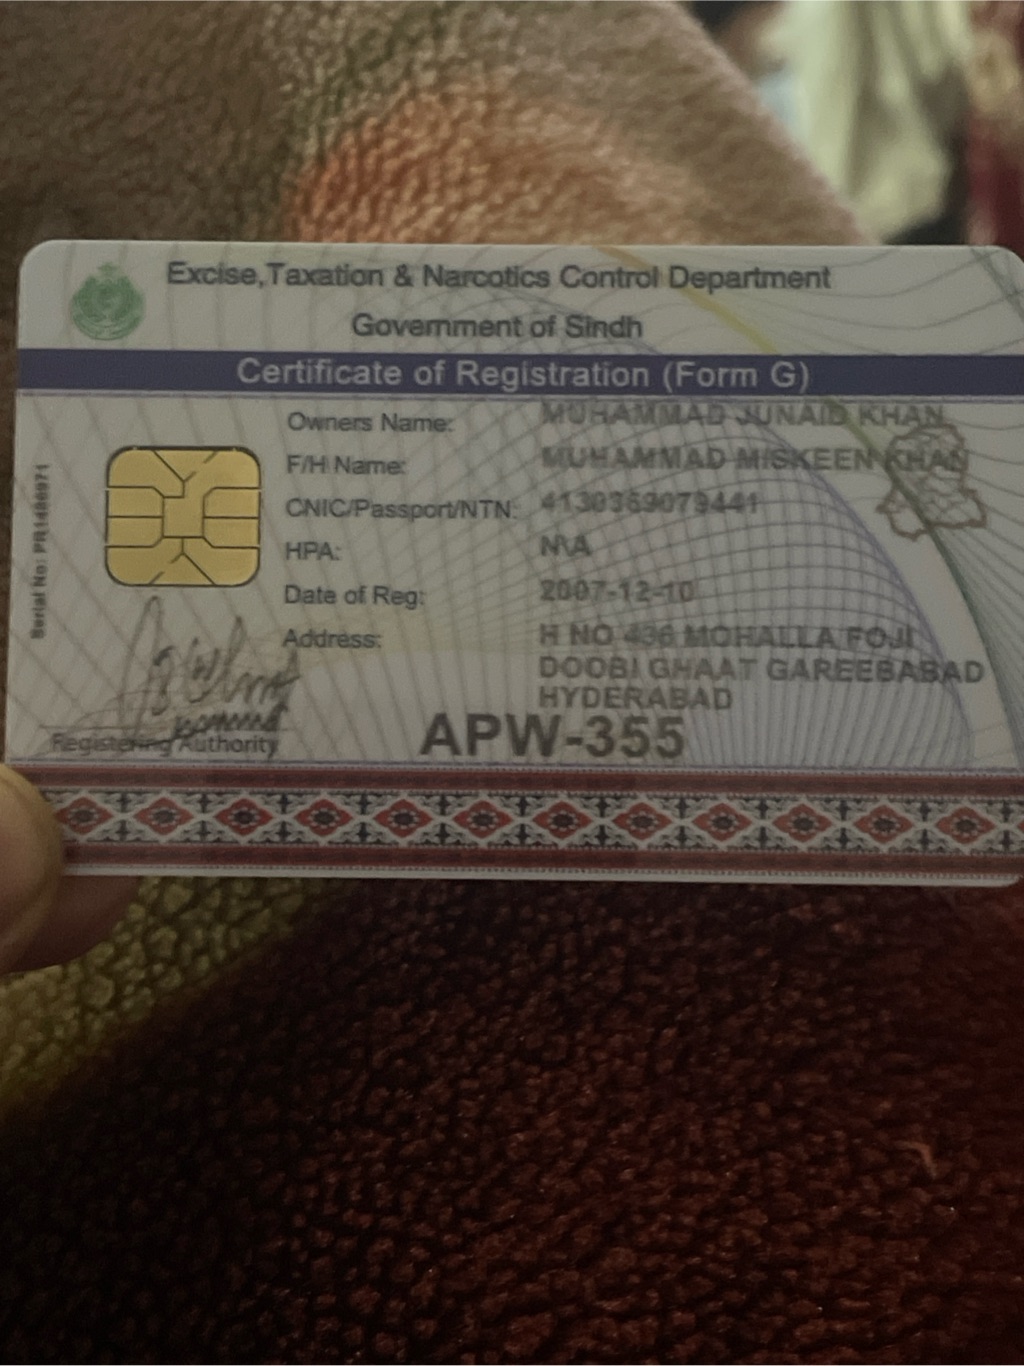 Excise,Taxation & Narcotics Control Department
Government of Sindh
Certificate of Registration (Form G)
Owners Name: MUHAMMAD JUNAID KHAN
F/H Name: MUHAMMAD MISKEEN KHAN
CNIC/Passport/NTN: 4130369079441
HPA: N\A
Date of Reg: 2007-12-10
Address: H NO 436 MOHALLA FOJI
DOOBI GHAAT GAREEBABAD
HYDERABAD
APW-355
Registering Authority
Serial No: